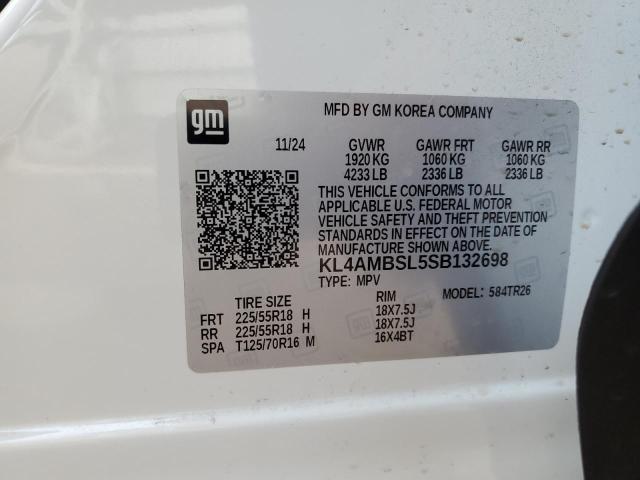 gm
MFD BY GM KOREA COMPANY
11/24 GVWR GAWR FRT GAWR RR
1920 KG 1060 KG 1060 KG
4233 LB 2336 LB 2336 LB
THIS VEHICLE CONFORMS TO ALL
APPLICABLE U.S. FEDERAL MOTOR
VEHICLE SAFETY AND THEFT PREVENTION
STANDARDS IN EFFECT ON THE DATE OF
MANUFACTURE SHOWN ABOVE.
KL4AMBSL5SB132698
TYPE: MPV MODEL: 584TR26
TIRE SIZE RIM
FRT 225/55R18 H 18X7.5J
RR 225/55R18 H 18X7.5J
SPA T125/70R16 M 16X4BT